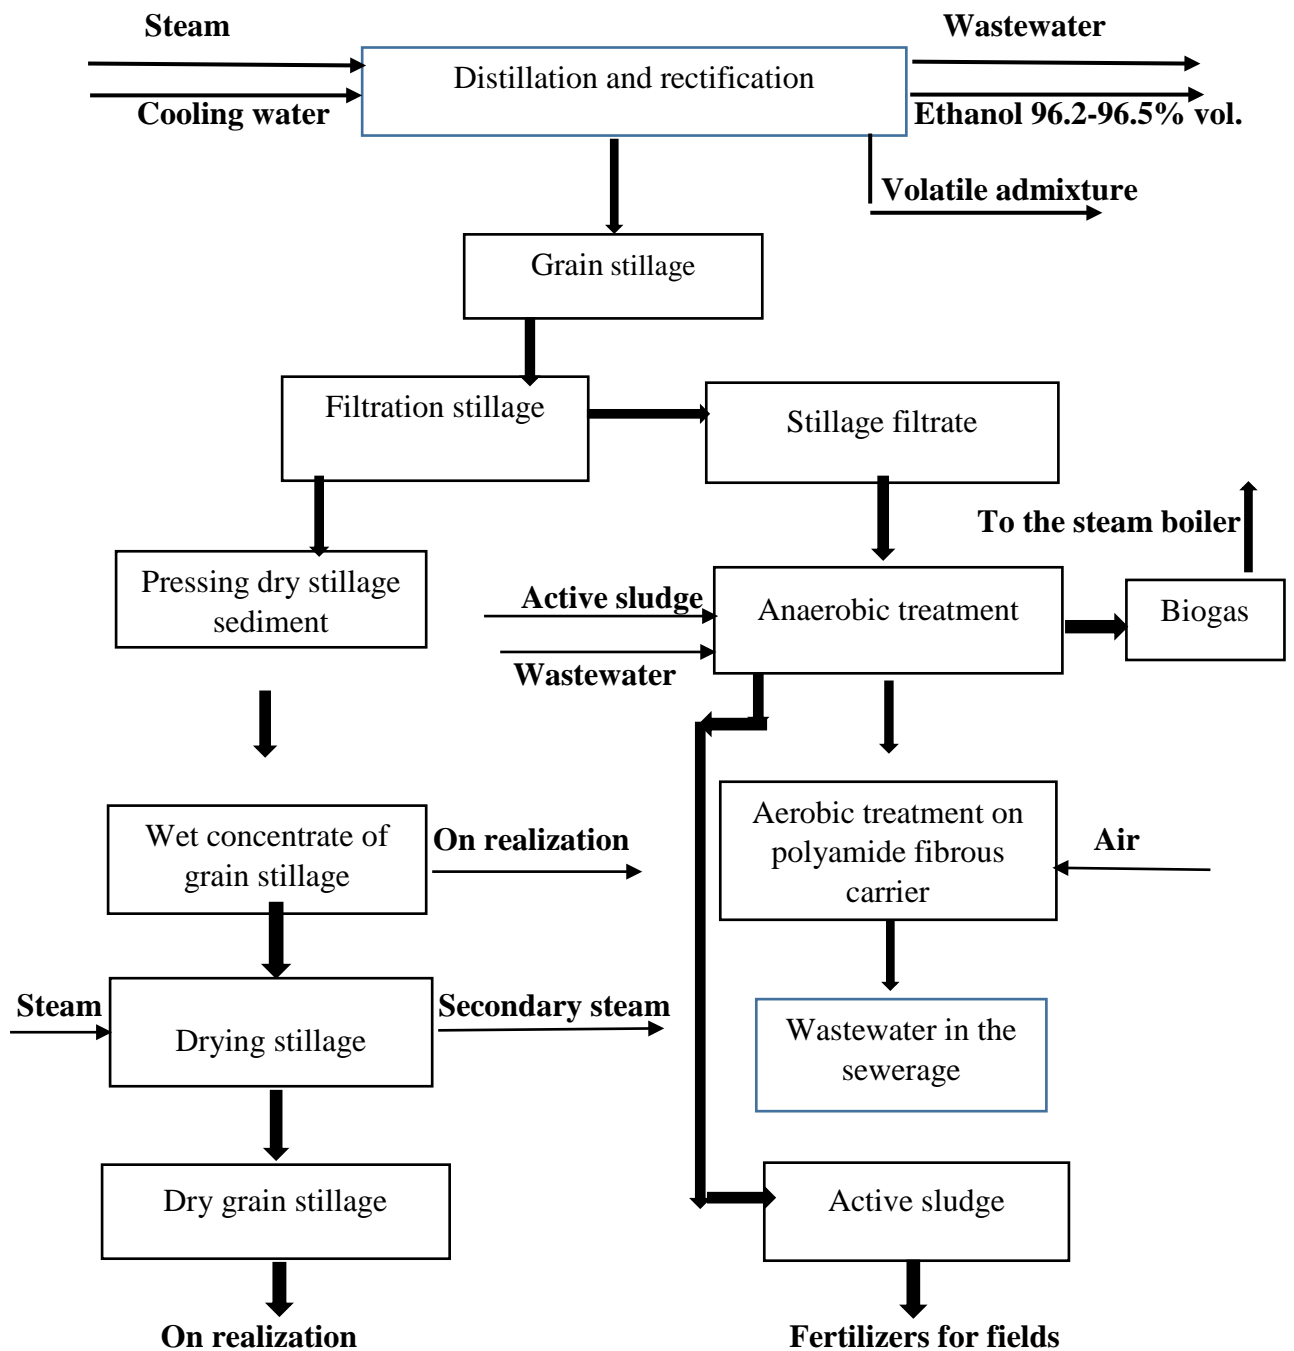 Steam
Wastewater
Distillation and rectification
Cooling water
Ethanol 96.2-96.5% vol.
Volatile admixture
Grain stillage
Filtration stillage
Stillage filtrate
To the steam boiler
Pressing dry stillage
sediment
Active sludge
Anaerobic treatment
Biogas
Wastewater
Wet concentrate of
grain stillage
On realization
Aerobic treatment on
polyamide fibrous
carrier
Air
Steam
Drying stillage
Secondary steam
Wastewater in the
sewerage
Dry grain stillage
Active sludge
On realization
Fertilizers for fields